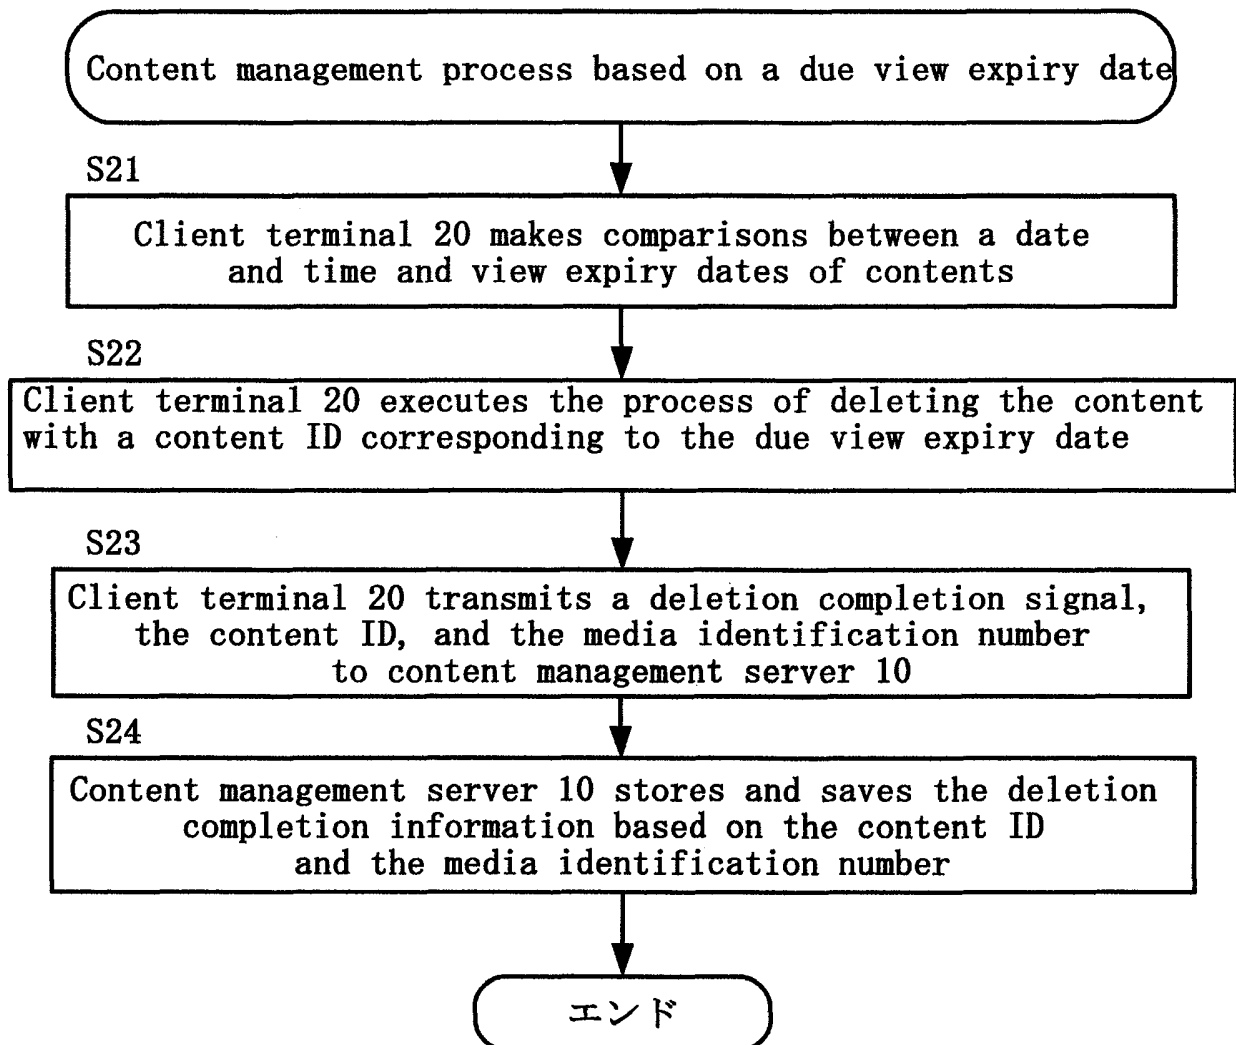 Content management process based on a due view expiry date
S21
Client terminal 20 makes comparisons between a date
and time and view expiry dates of contents
S22
Client terminal 20 executes the process of deleting the content
with a content ID corresponding to the due view expiry date
S23
Client terminal 20 transmits a deletion completion signal,
the content ID, and the media identification number
to content management server 10
S24
Content management server 10 stores and saves the deletion
completion information based on the content ID
and the media identification number
エンド